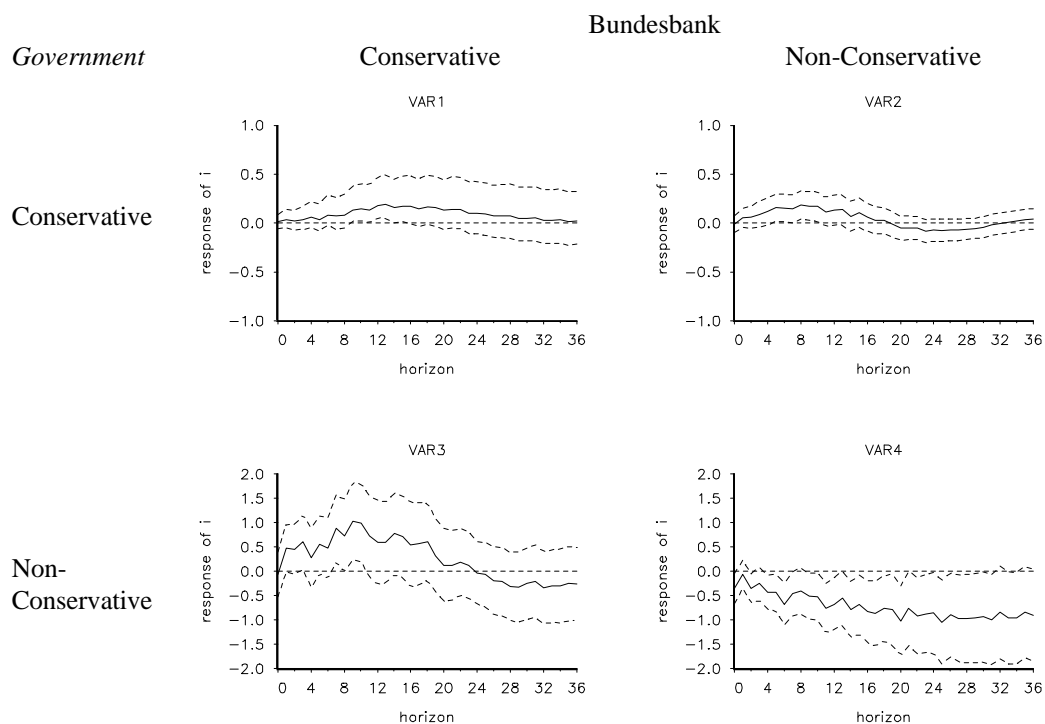 Bundesbank
Government Conservative Non-Conservative
VAR1 VAR2
Conservative
1.0
0.5
0.0
−0.5
−1.0
response of i
0 4 8 12 16 20 24 28 32 36
horizon
1.0
0.5
0.0
−0.5
−1.0
response of i
0 4 8 12 16 20 24 28 32 36
horizon
VAR3 VAR4
Non-
Conservative
2.0
1.5
1.0
0.5
0.0
−0.5
−1.0
−1.5
−2.0
response of i
0 4 8 12 16 20 24 28 32 36
horizon
2.0
1.5
1.0
0.5
0.0
−0.5
−1.0
−1.5
−2.0
response of i
0 4 8 12 16 20 24 28 32 36
horizon